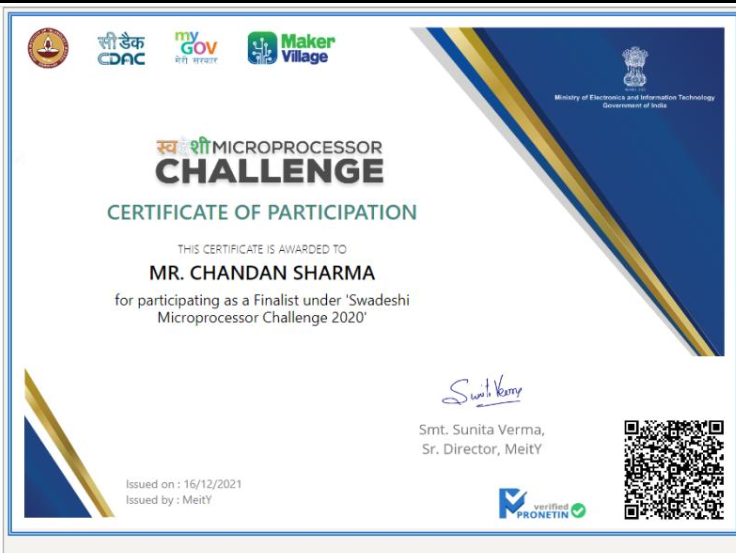 सी डैक
CDAC
my
GOV
मेरी सरकार
Maker
Village
Ministry of Electronics and Information Technology
Government of India
स्वदेशी MICROPROCESSOR
CHALLENGE
CERTIFICATE OF PARTICIPATION
THIS CERTIFICATE IS AWARDED TO
MR. CHANDAN SHARMA
for participating as a Finalist under 'Swadeshi
Microprocessor Challenge 2020'
Sunita Verma
Smt. Sunita Verma,
Sr. Director, MeitY
Issued on : 16/12/2021
Issued by : MeitY
verified
PRONETIN